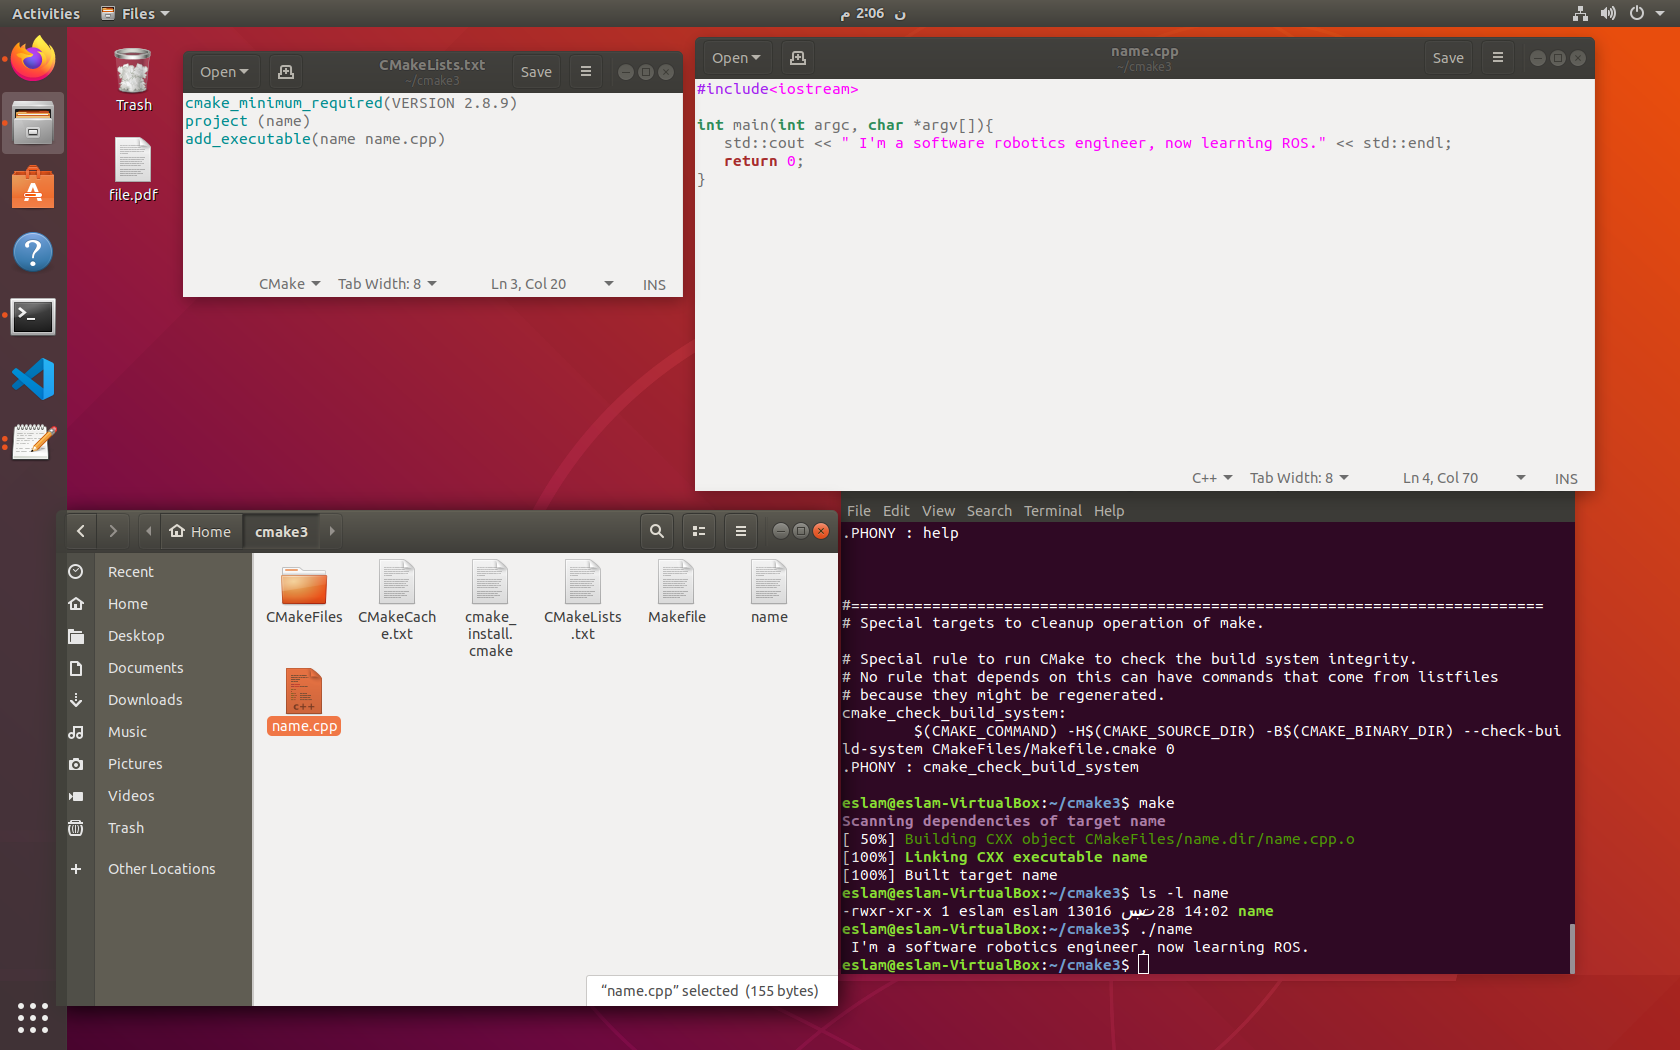 Activities
Files
ن 2:06 م
Trash
file.pdf
Open
CMakeLists.txt
~/cmake3
Save
cmake_minimum_required(VERSION 2.8.9)
project (name)
add_executable(name name.cpp)
CMake
Tab Width: 8
Ln 3, Col 20
INS
Open
name.cpp
~/cmake3
Save
#include<iostream>
int main(int argc, char *argv[]){
   std::cout << " I'm a software robotics engineer, now learning ROS." << std::endl;
   return 0;
}
C++
Tab Width: 8
Ln 4, Col 70
INS
Home
cmake3
Recent
Home
Desktop
Documents
Downloads
Music
Pictures
Videos
Trash
Other Locations
CMakeFiles
CMakeCach
e.txt
cmake_
install.
cmake
CMakeLists
.txt
Makefile
name
c++
name.cpp
“name.cpp” selected (155 bytes)
File Edit View Search Terminal Help
.PHONY : help
#=============================================================================
# Special targets to cleanup operation of make.
# Special rule to run CMake to check the build system integrity.
# No rule that depends on this can have commands that come from listfiles
# because they might be regenerated.
cmake_check_build_system:
        $(CMAKE_COMMAND) -H$(CMAKE_SOURCE_DIR) -B$(CMAKE_BINARY_DIR) --check-bui
ld-system CMakeFiles/Makefile.cmake 0
.PHONY : cmake_check_build_system
eslam@eslam-VirtualBox:~/cmake3$ make
Scanning dependencies of target name
[ 50%] Building CXX object CMakeFiles/name.dir/name.cpp.o
[100%] Linking CXX executable name
[100%] Built target name
eslam@eslam-VirtualBox:~/cmake3$ ls -l name
-rwxr-xr-x 1 eslam eslam 13016 سبت 28 14:02 name
eslam@eslam-VirtualBox:~/cmake3$ ./name
 I'm a software robotics engineer, now learning ROS.
eslam@eslam-VirtualBox:~/cmake3$